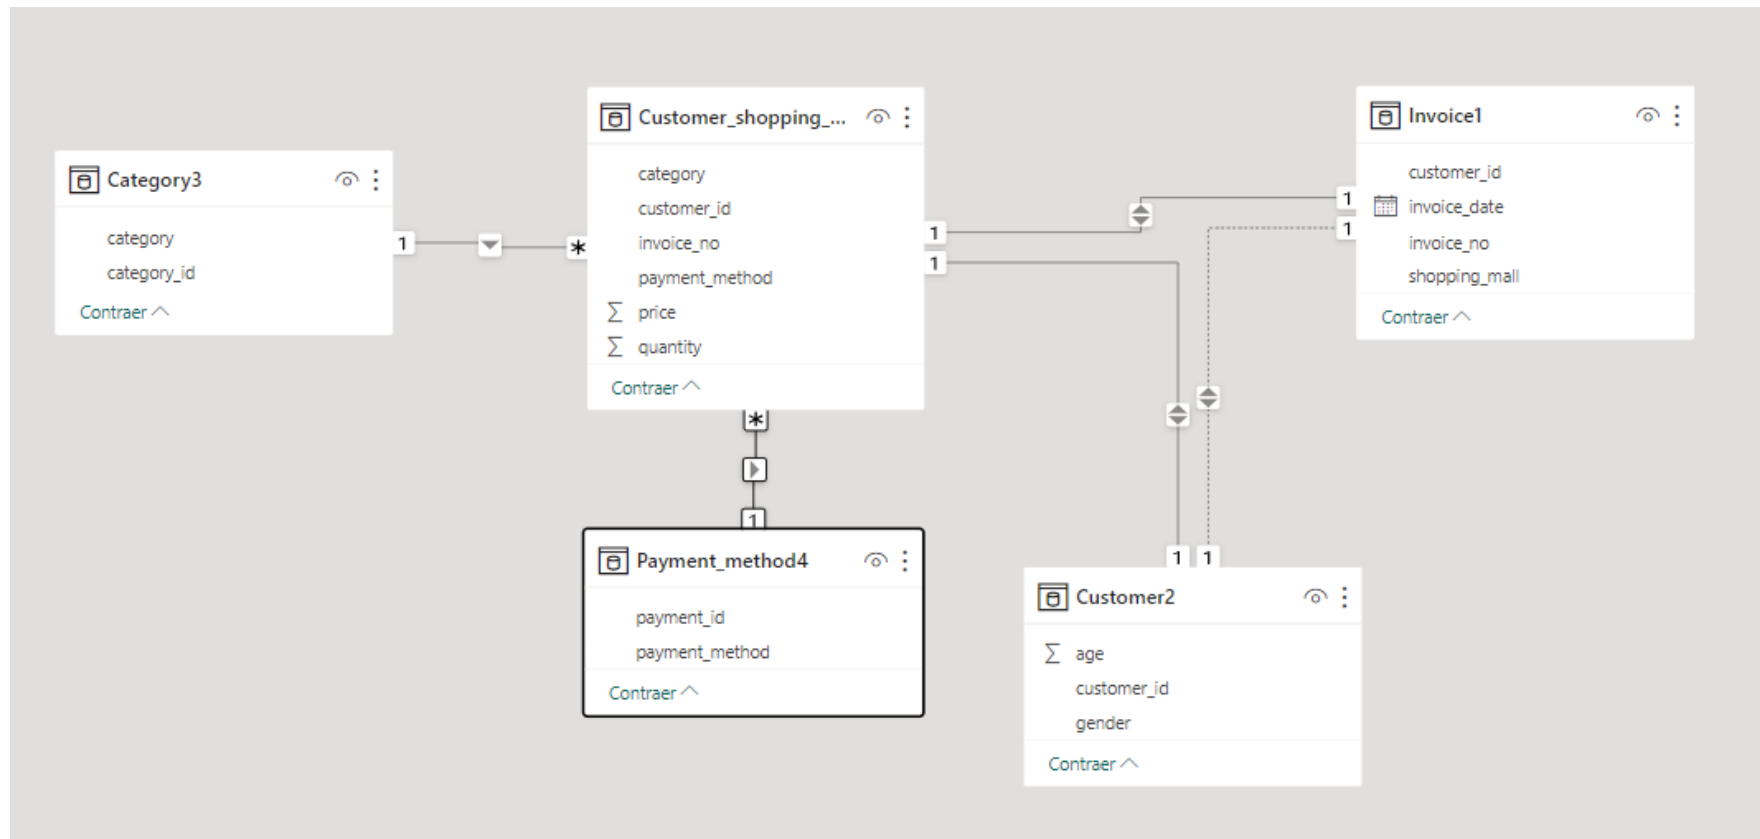 Category3
category
category_id
Contraer
1
*
Customer_shopping_...
category
customer_id
invoice_no
payment_method
price
quantity
Contraer
1
1
*
1
Payment_method4
payment_id
payment_method
Contraer
Invoice1
customer_id
invoice_date
invoice_no
shopping_mall
Contraer
1
1
1 1
Customer2
age
customer_id
gender
Contraer